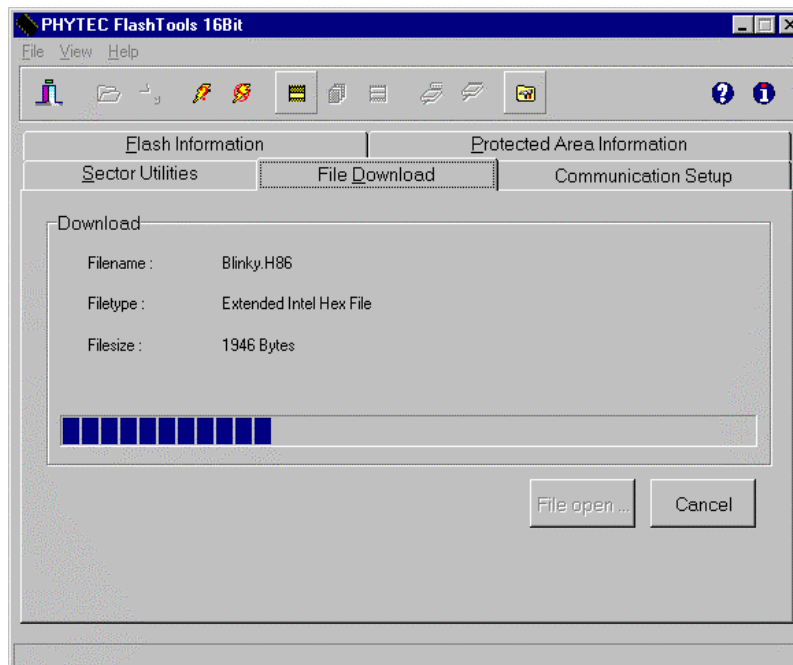 PHYTEC FlashTools 16Bit
File View Help
Flash Information Protected Area Information
Sector Utilities File Download Communication Setup
Download
Filename : Blinky.H86
Filetype : Extended Intel Hex File
Filesize : 1946 Bytes
File open ... Cancel